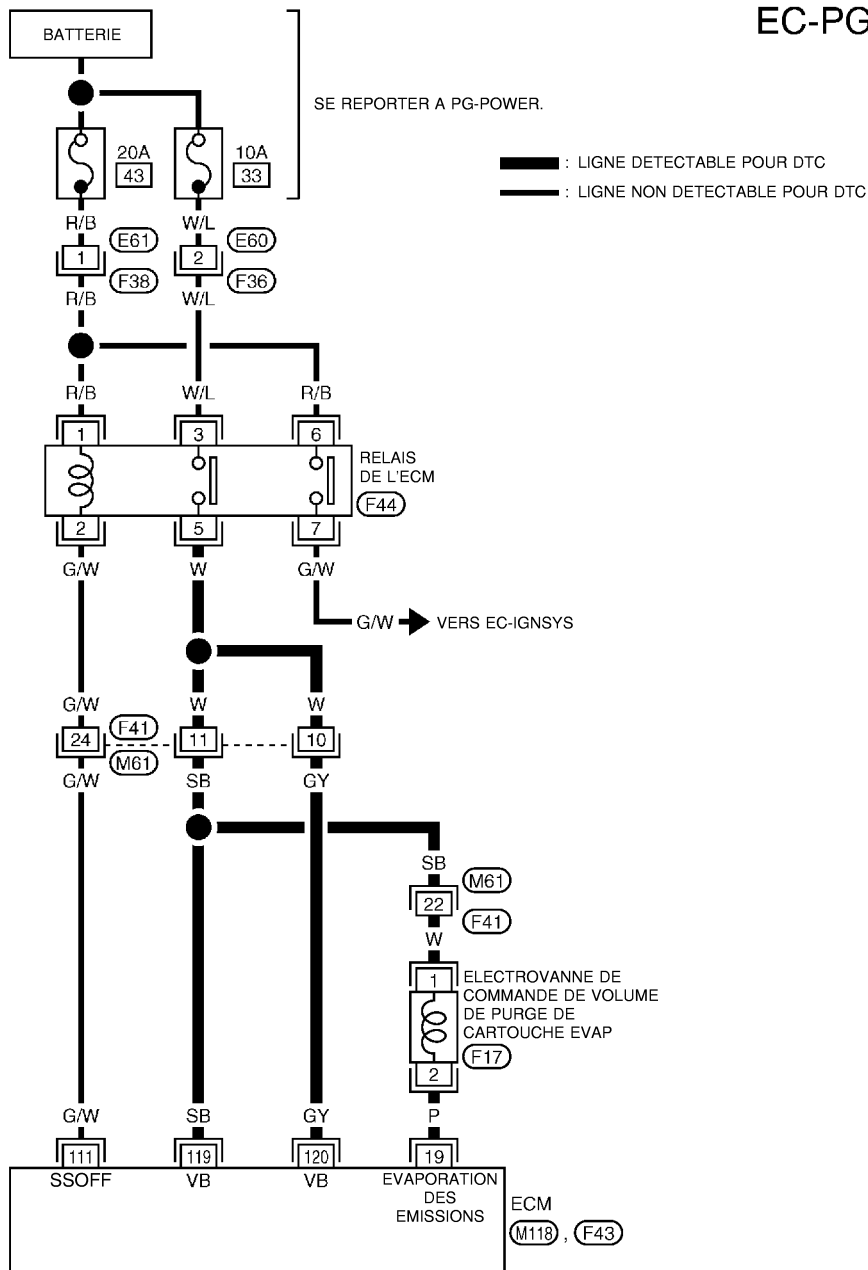 EC-PG
BATTERIE
SE REPORTER A PG-POWER.
20A
43
10A
33
: LIGNE DETECTABLE POUR DTC
: LIGNE NON DETECTABLE POUR DTC
R/B
W/L
1
E61
2
E60
F38
F36
R/B
W/L
R/B
W/L
R/B
1
3
6
RELAIS
DE L'ECM
F44
2
5
7
G/W
W
G/W
G/W
VERS EC-IGNSYS
G/W
W
W
24
F41
11
10
M61
G/W
SB
GY
SB
M61
22
F41
W
1
ELECTROVANNE DE
COMMANDE DE VOLUME
DE PURGE DE
CARTOUCHE EVAP
F17
2
G/W
SB
GY
P
111
119
120
19
SSOFF
VB
VB
EVAPORATION
DES
EMISSIONS
ECM
M118 , F43